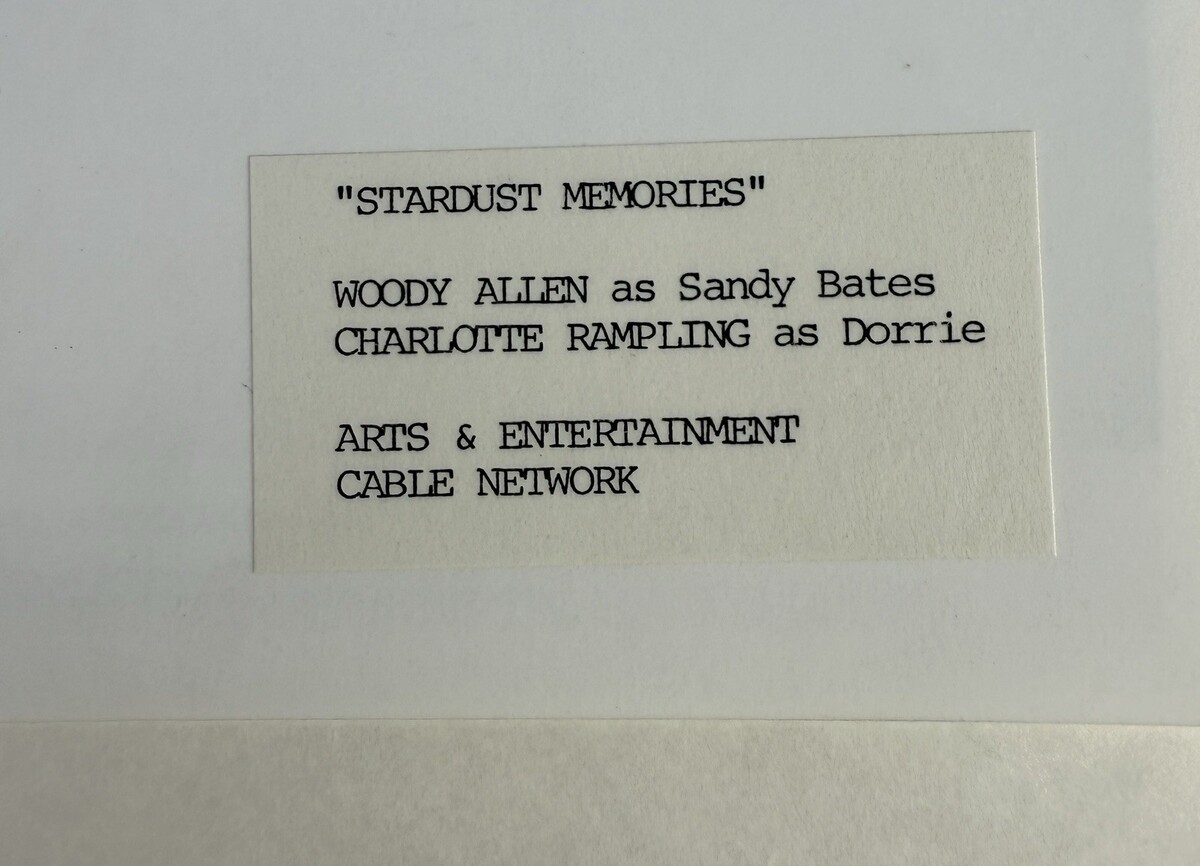 "STARDUST MEMORIES"
WOODY ALLEN as Sandy Bates
CHARLOTTE RAMPLING as Dorrie
ARTS & ENTERTAINMENT
CABLE NETWORK